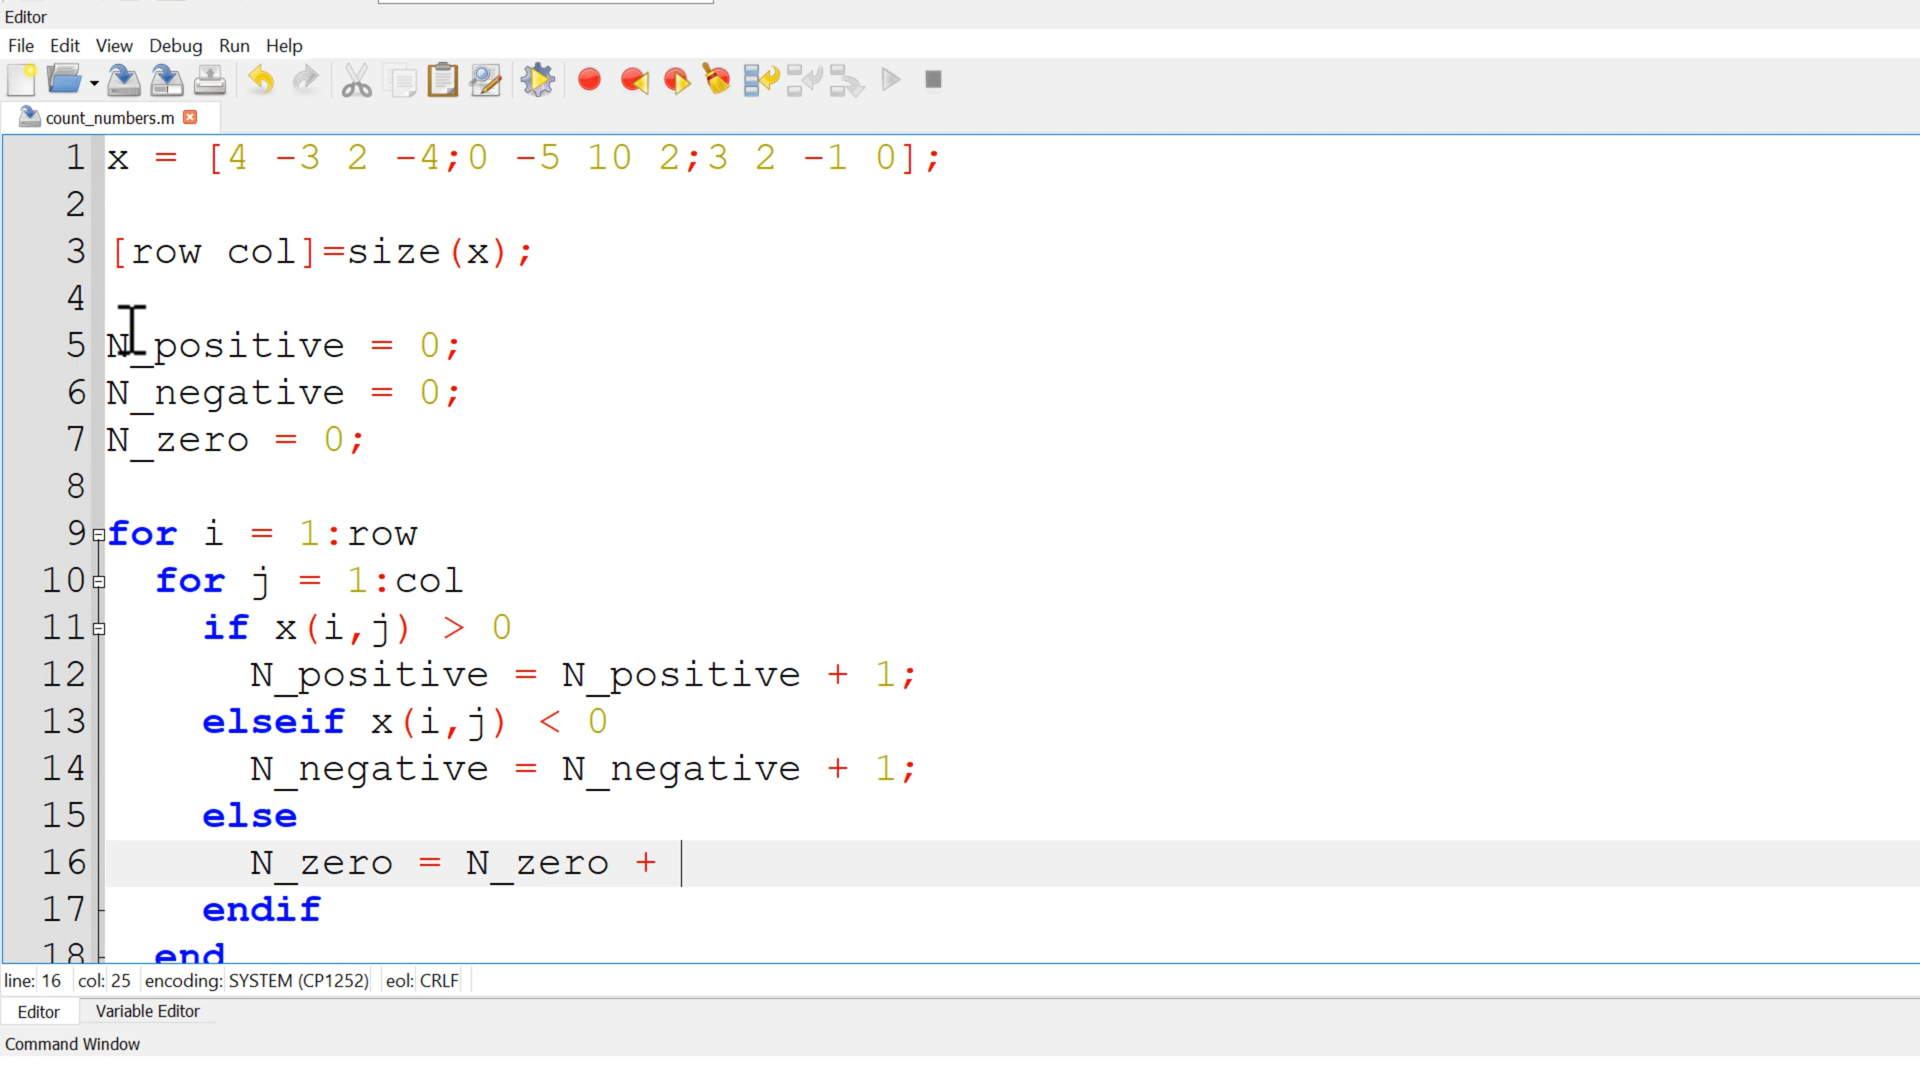 Editor
File Edit View Debug Run Help
count_numbers.m
1 x = [4 -3 2 -4;0 -5 10 2;3 2 -1 0];
2
3 [row col]=size(x);
4
5 N_positive = 0;
6 N_negative = 0;
7 N_zero = 0;
8
9 for i = 1:row
10 for j = 1:col
11 if x(i,j) > 0
12 N_positive = N_positive + 1;
13 elseif x(i,j) < 0
14 N_negative = N_negative + 1;
15 else
16 N_zero = N_zero +
17 endif
18 end
line: 16 col: 25 encoding: SYSTEM (CP1252) eol: CRLF
Editor Variable Editor
Command Window